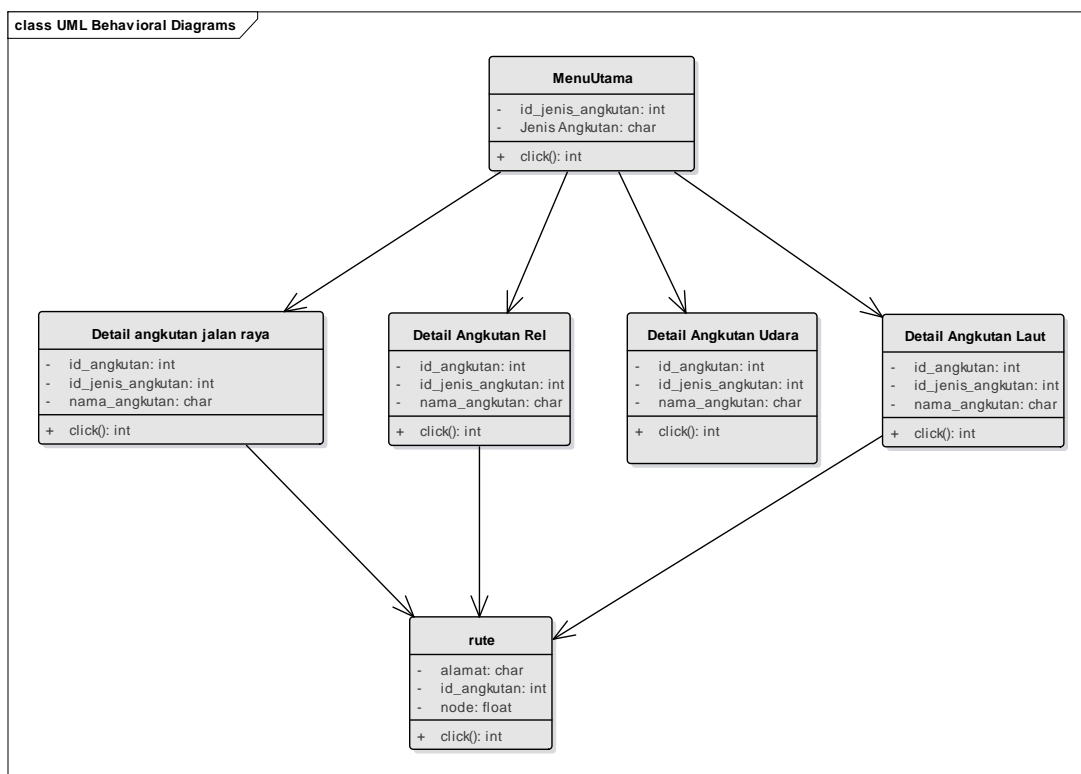 class UML Behavioral Diagrams
MenuUtama
- id_jenis_angkutan: int
- Jenis Angkutan: char
+ click(): int
Detail angkutan jalan raya
- id_angkutan: int
- id_jenis_angkutan: int
- nama_angkutan: char
+ click(): int
Detail Angkutan Rel
- id_angkutan: int
- id_jenis_angkutan: int
- nama_angkutan: char
+ click(): int
Detail Angkutan Udara
- id_angkutan: int
- id_jenis_angkutan: int
- nama_angkutan: char
+ click(): int
Detail Angkutan Laut
- id_angkutan: int
- id_jenis_angkutan: int
- nama_angkutan: char
+ click(): int
rute
- alamat: char
- id_angkutan: int
- node: float
+ click(): int